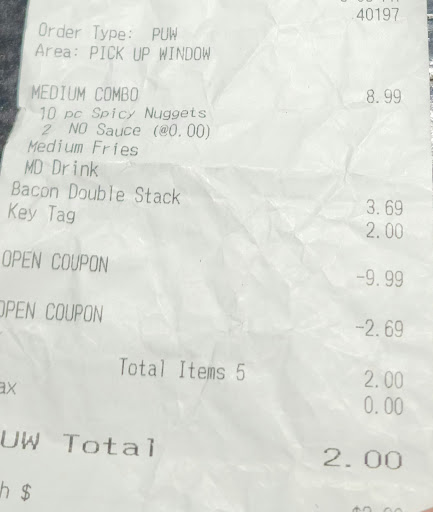 40197
Order Type: PUW
Area: PICK UP WINDOW
MEDIUM COMBO 8.99
10 pc Spicy Nuggets
2 NO Sauce (@0.00)
Medium Fries
MD Drink
Bacon Double Stack 3.69
Key Tag 2.00
OPEN COUPON -9.99
OPEN COUPON -2.69
Total Items 5 2.00
ax 0.00
UW Total 2.00
h $